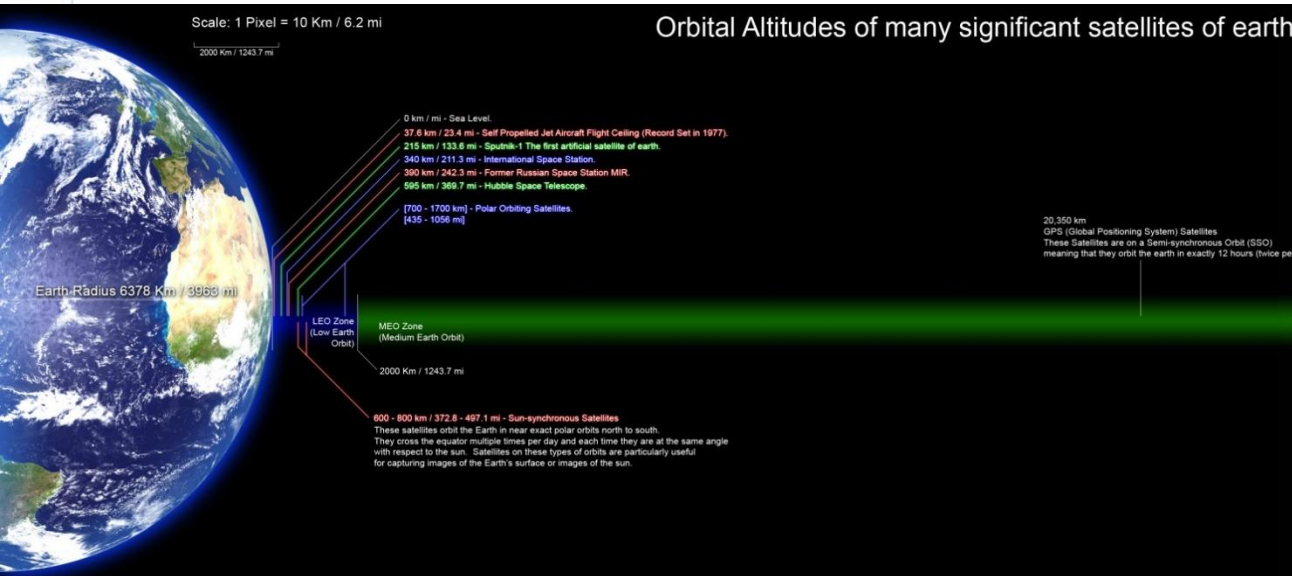 Scale: 1 Pixel = 10 Km / 6.2 mi
Orbital Altitudes of many significant satellites of earth
2000 Km / 1243.7 mi
0 km / mi - Sea Level.
37.6 km / 23.4 mi - Self Propelled Jet Aircraft Flight Ceiling (Record Set in 1977).
215 km / 133.6 mi - Sputnik-1 The first artificial satellite of earth.
340 km / 211.3 mi - International Space Station.
390 km / 242.3 mi - Former Russian Space Station MIR.
595 km / 369.7 mi - Hubble Space Telescope.
[700 - 1700 km] - Polar Orbiting Satellites.
[435 - 1056 mi]
20,350 km
GPS (Global Positioning System) Satellites
These Satellites are on a Semi-synchronous Orbit (SSO)
meaning that they orbit the earth in exactly 12 hours (twice pe
Earth Radius 6378 Km / 3963 mi
LEO Zone
(Low Earth
Orbit)
MEO Zone
(Medium Earth Orbit)
2000 Km / 1243.7 mi
600 - 800 km / 372.8 - 497.1 mi - Sun-synchronous Satellites
These satellites orbit the Earth in near exact polar orbits north to south.
They cross the equator multiple times per day and each time they are at the same angle
with respect to the sun. Satellites on these types of orbits are particularly useful
for capturing images of the Earth's surface or images of the sun.